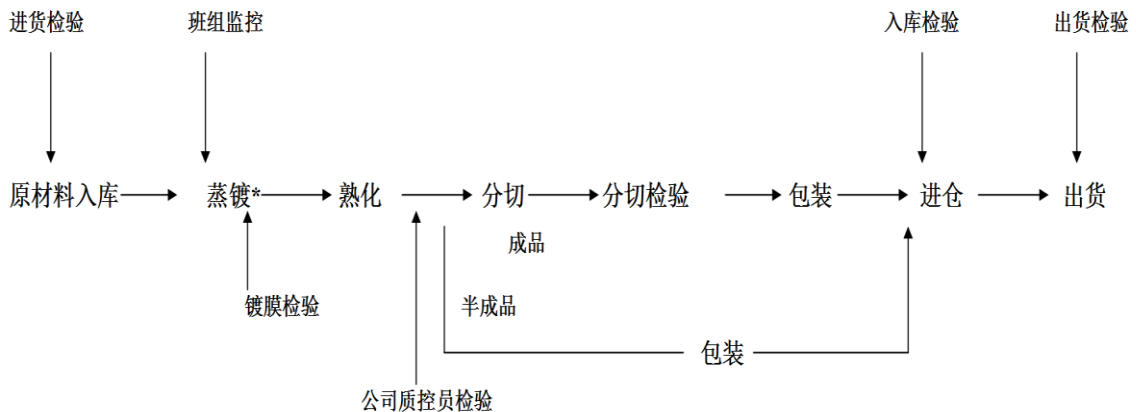 进货检验
班组监控
入库检验
出货检验
原材料入库
蒸镀*
熟化
分切
分切检验
包装
进仓
出货
成品
镀膜检验
半成品
包装
公司质控员检验